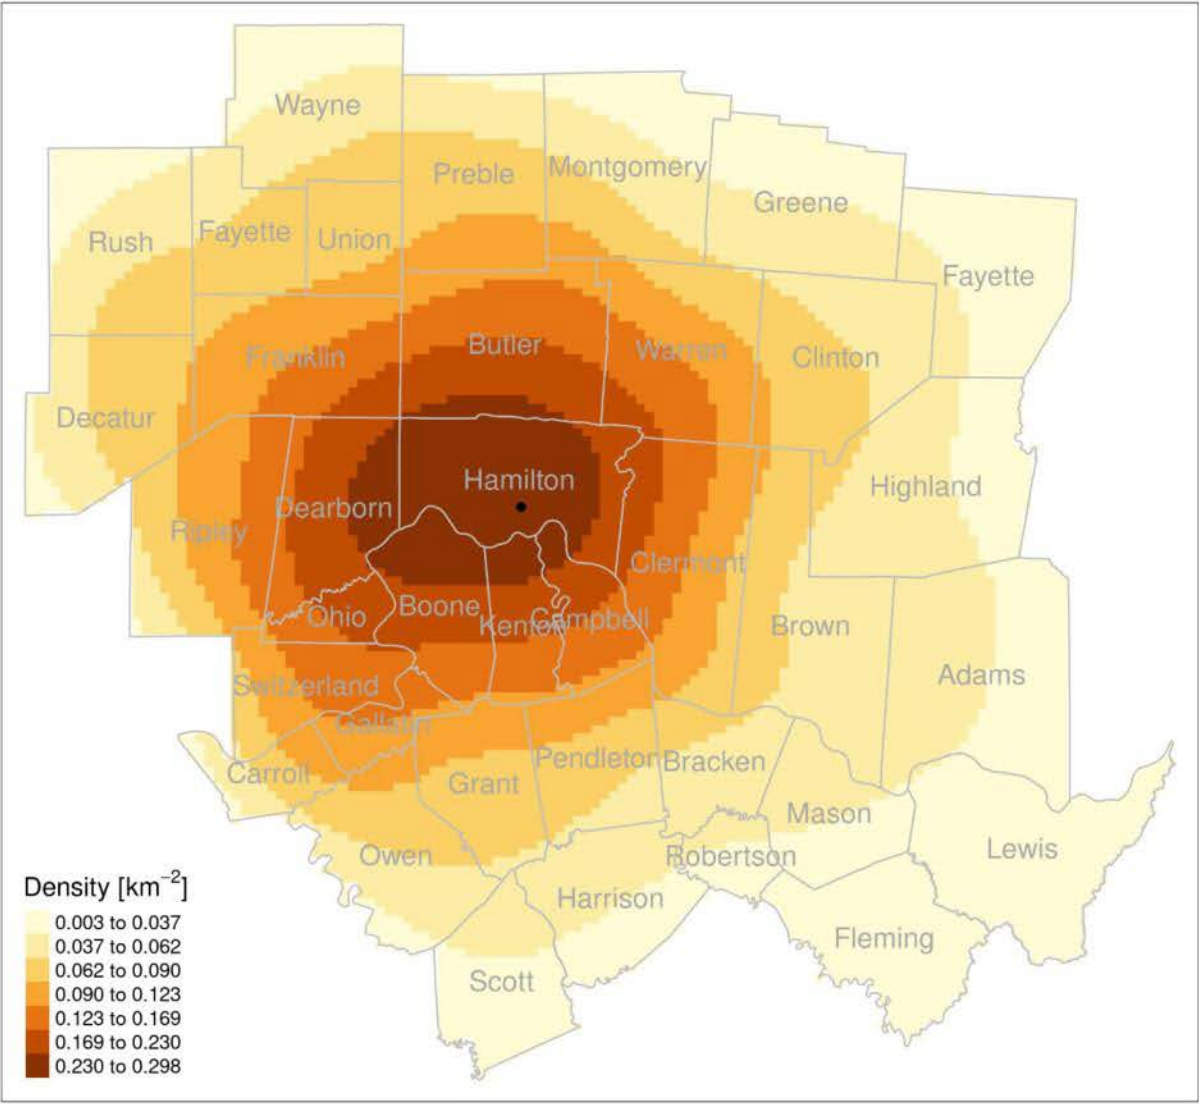 Wayne
Preble
Montgomery
Greene
Rush
Fayette
Union
Fayette
Franklin
Butler
Warren
Clinton
Decatur
Hamilton
Highland
Dearborn
Ripley
Clermont
Ohio
Boone
Kenton
Campbell
Brown
Adams
Switzerland
Gallatin
Carroll
Grant
Pendleton
Bracken
Mason
Owen
Robertson
Lewis
Harrison
Fleming
Scott
Density [km⁻²]
0.003 to 0.037
0.037 to 0.062
0.062 to 0.090
0.090 to 0.123
0.123 to 0.169
0.169 to 0.230
0.230 to 0.298